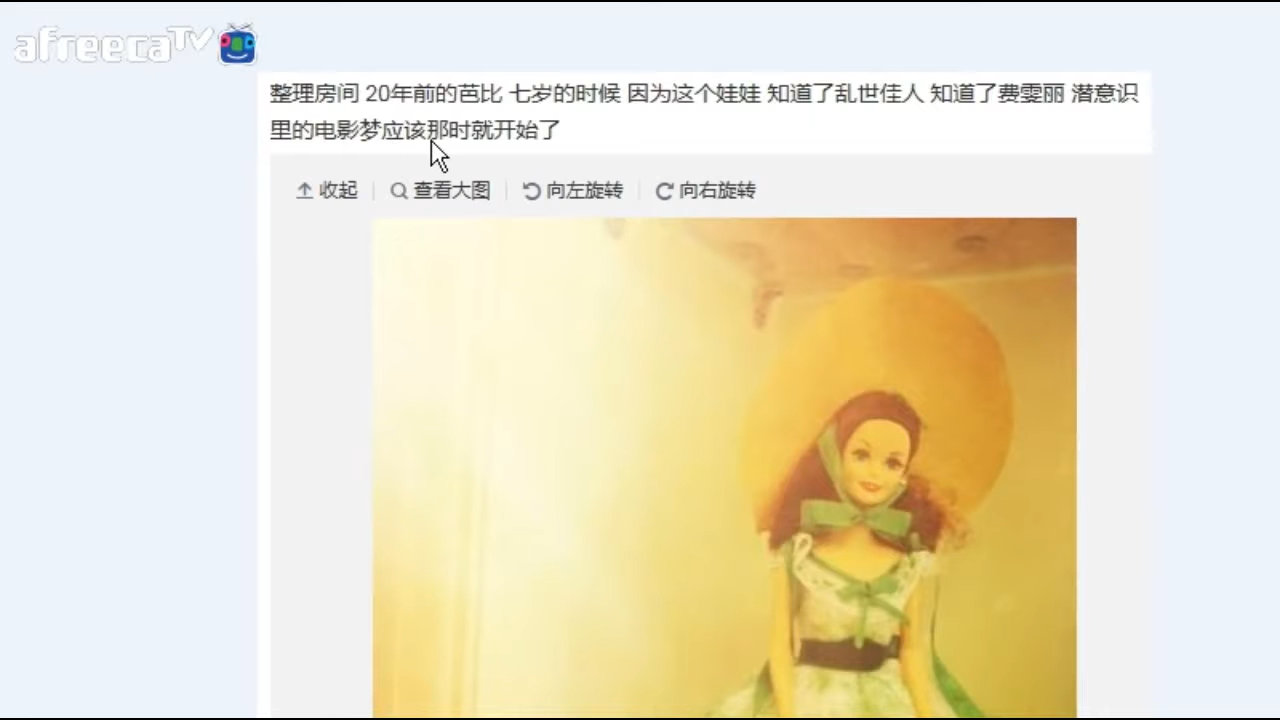 afreecaTV
整理房间 20年前的芭比 七岁的时候 因为这个娃娃 知道了乱世佳人 知道了费雯丽 潜意识
里的电影梦应该那时就开始了
收起 查看大图 向左旋转 向右旋转